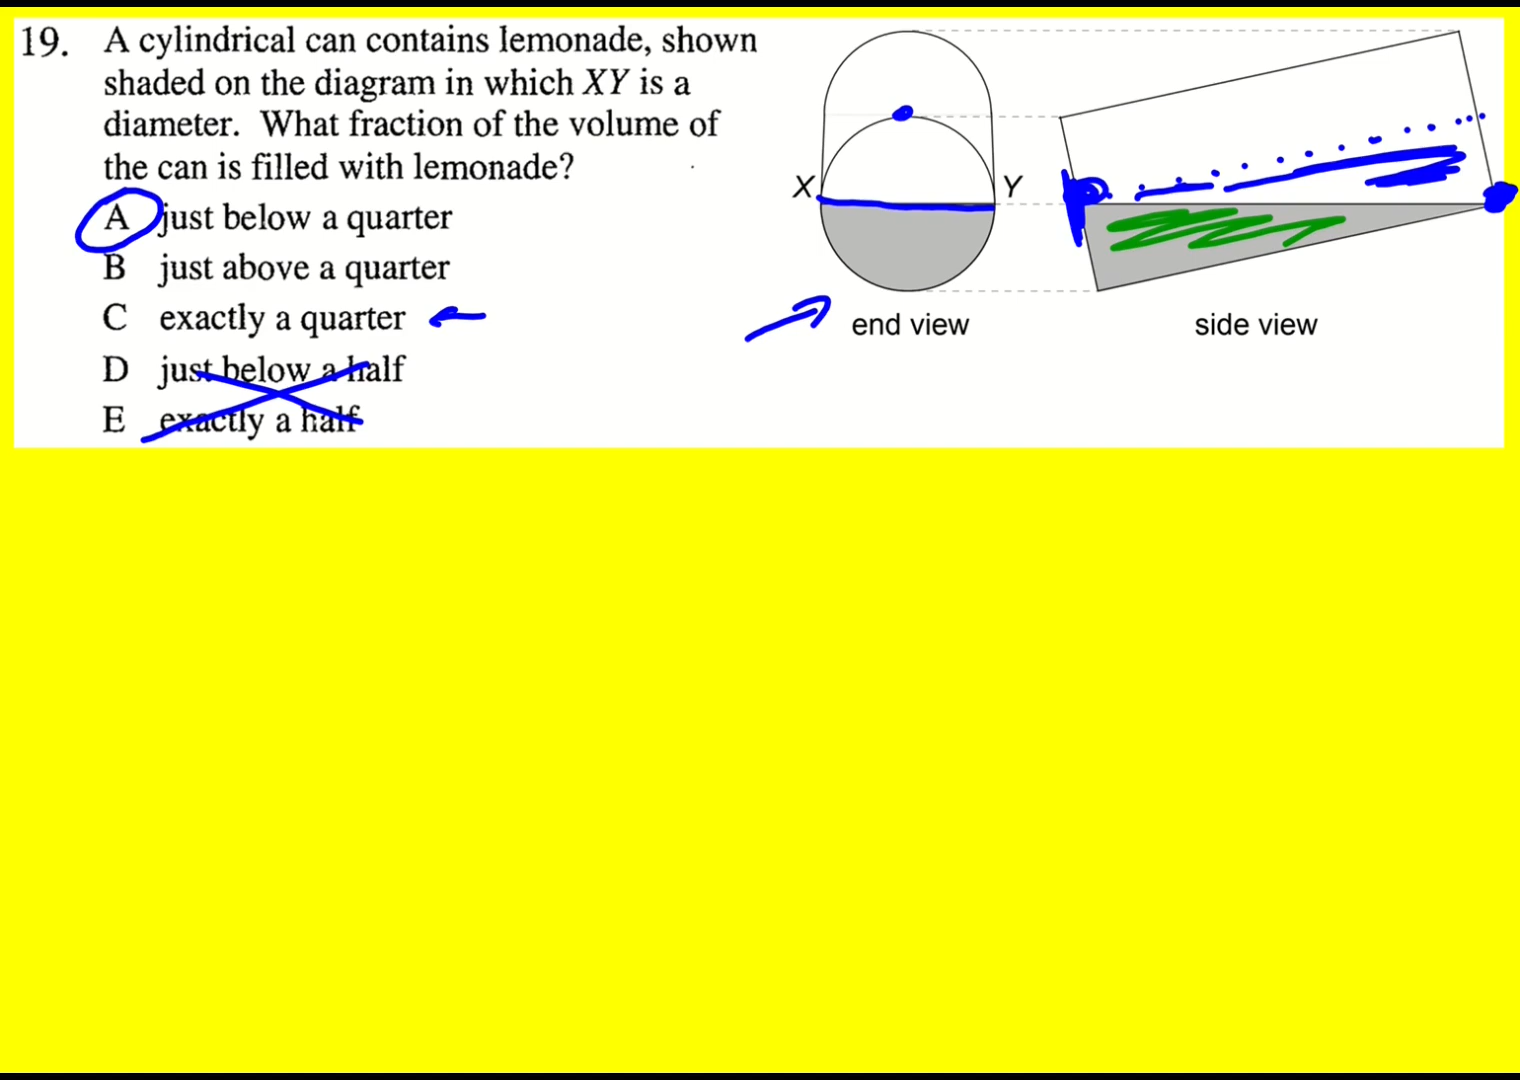 19. A cylindrical can contains lemonade, shown
shaded on the diagram in which XY is a
diameter. What fraction of the volume of
the can is filled with lemonade?
A just below a quarter
B just above a quarter
C exactly a quarter
D just below a half
E exactly a half
X
Y
end view
side view